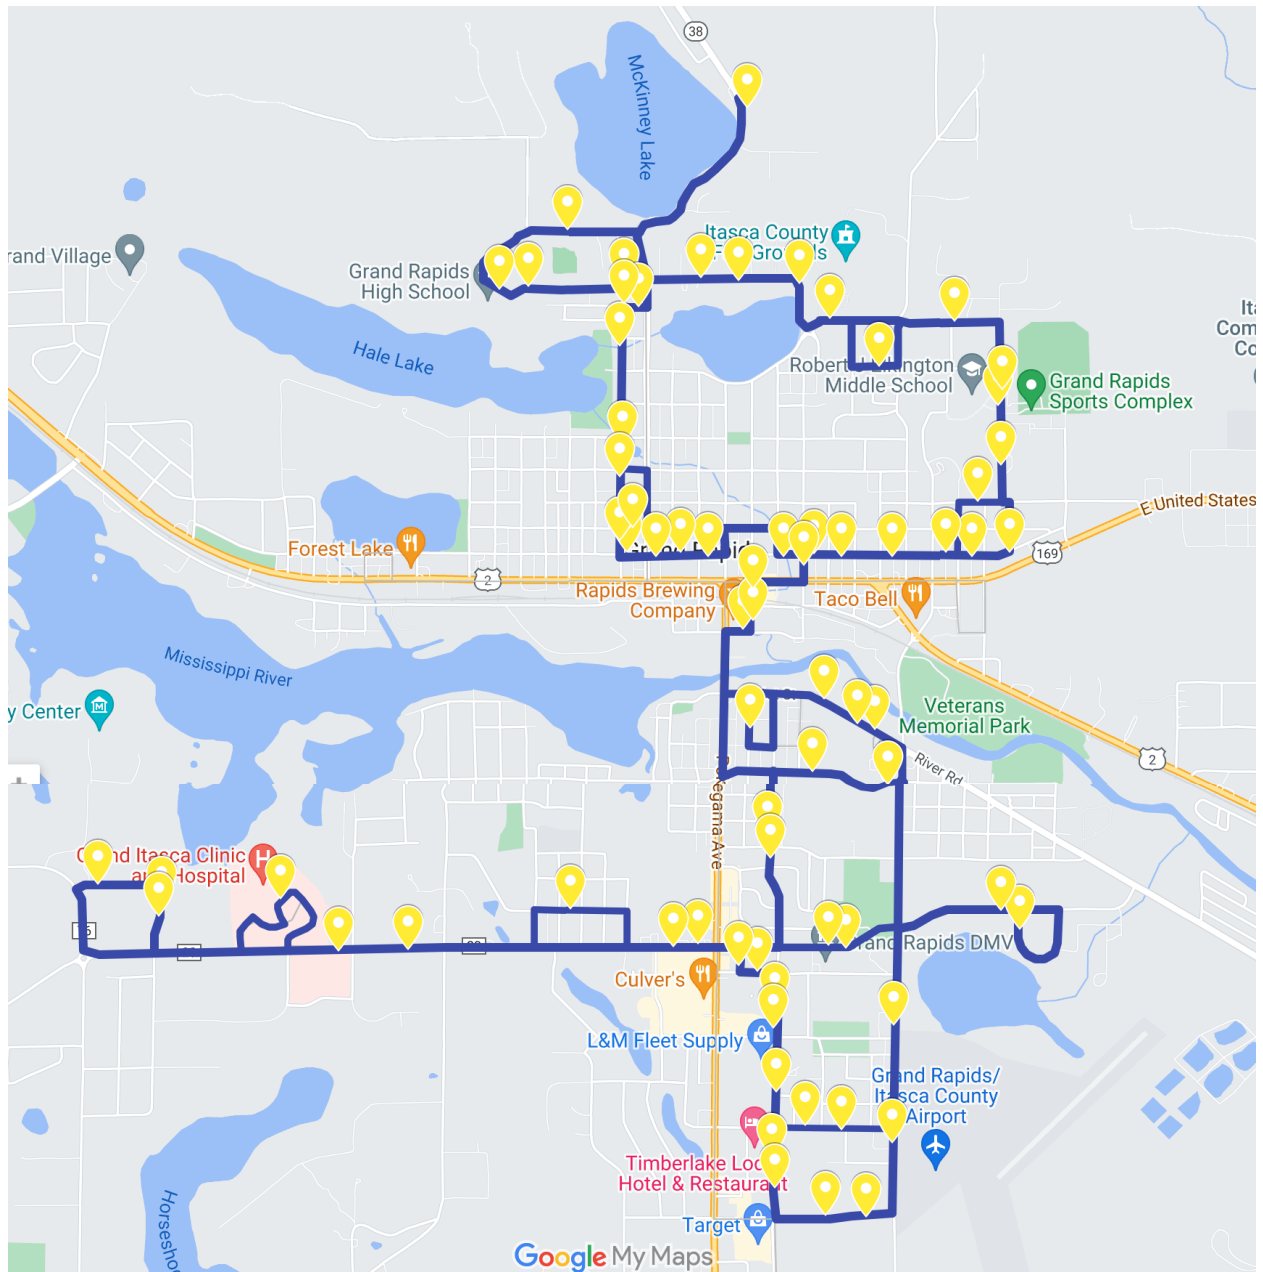 38
McKinney Lake
Itasca County
rand Village
Grand Rapids
High School
Ita
Com
Co
Hale Lake
Middle School
Grand Rapids
Sports Complex
E United States
Forest Lake
169
2
Rapids Brewing
Company
Taco Bell
Mississippi River
y Center
Veterans
Memorial Park
2
River Rd
Pokegama Ave
Itasca Clinic
Hospital
Grand Rapids DMV
Culver's
L&M Fleet Supply
Grand Rapids/
Itasca County
Airport
Timberlake Lod
Hotel & Restaurant
Target
Horsesho
Google My Maps